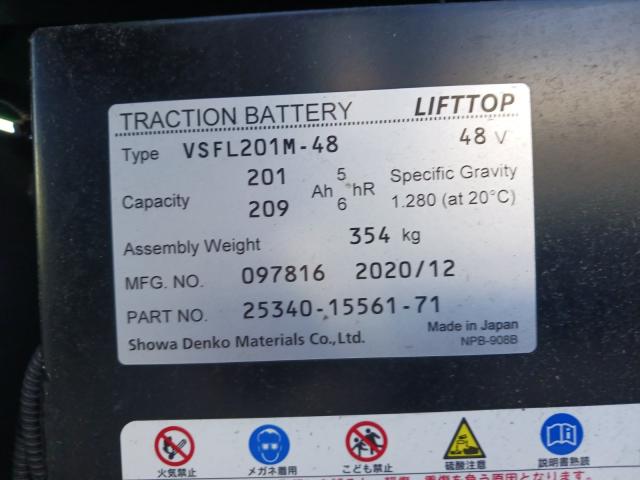 TRACTION BATTERY LIFTTOP
Type VSFL201M-48 48 V
Capacity 201 Ah 5 hR Specific Gravity
209 6 1.280 (at 20°C)
Assembly Weight 354 kg
MFG. NO. 097816 2020/12
PART NO. 25340-15561-71
Made in Japan
Showa Denko Materials Co.,Ltd. NPB-908B
火気禁止 メガネ着用 こども禁止 硫酸注意 説明書熟読